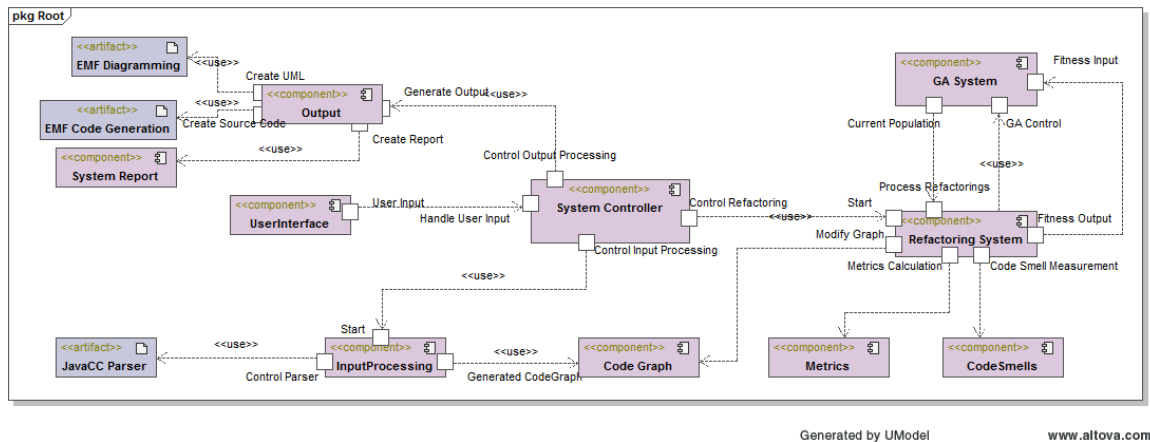 pkg Root
<<artifact>>
EMF Diagramming
<<use>>
Create UML
<<component>>
Output
Generate Output
<<use>>
<<use>>
<<artifact>>
EMF Code Generation
Create Source Code
Create Report
<<use>>
<<component>>
System Report
Control Output Processing
<<component>>
GA System
Fitness Input
Current Population
GA Control
<<use>>
Process Refactorings
<<component>>
UserInterface
User Input
Handle User Input
<<component>>
System Controller
Control Refactoring
<<use>>
Start
Modify Graph
<<component>>
Refactoring System
Fitness Output
Control Input Processing
Metrics Calculation
Code Smell Measurement
<<use>>
Start
<<artifact>>
JavaCC Parser
<<use>>
Control Parser
<<component>>
InputProcessing
<<use>>
Generated CodeGraph
<<component>>
Code Graph
<<component>>
Metrics
<<component>>
CodeSmells
Generated by UModel
www.altova.com